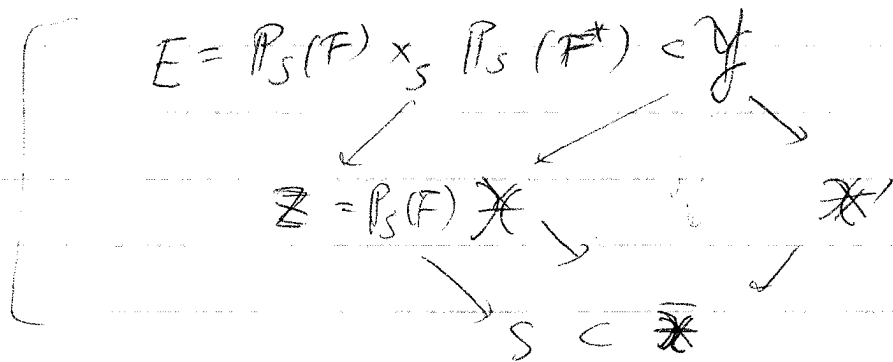 E = ℙ_S(F) ×_S ℙ_S(F*) ⊂ 𝒴
Z = ℙ_S(F) 𝒳 𝒳'
S ⊂ 𝒳̄